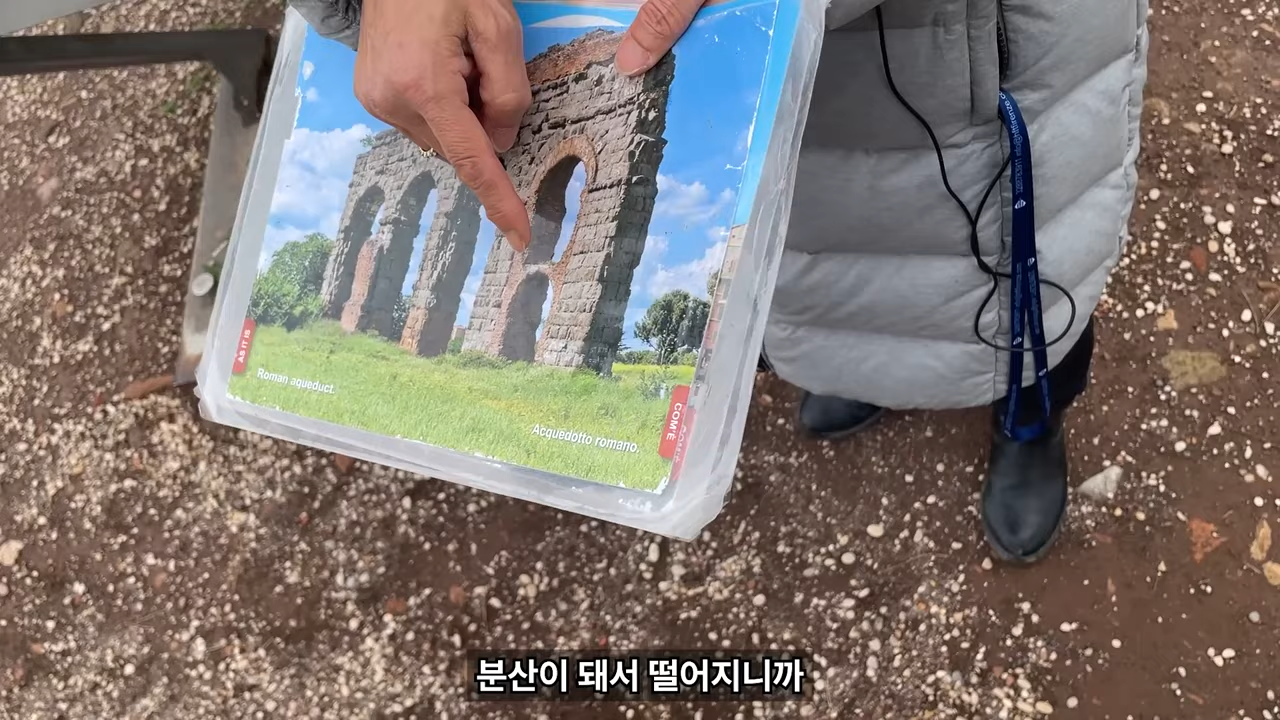 AS IT IS
Roman aqueduct.
Acquedotto romano.
COM'È
분산이 돼서 떨어지니까